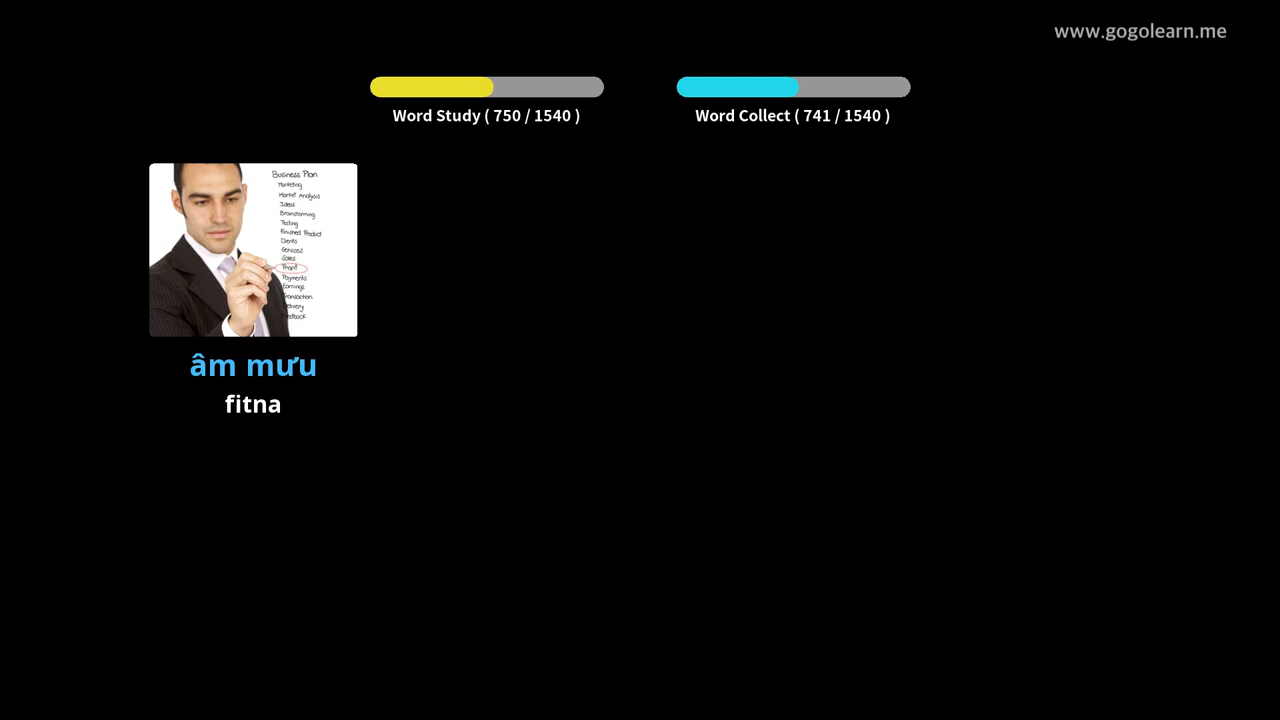 www.gogolearn.me
Word Study ( 750 / 1540 )
Word Collect ( 741 / 1540 )
Business Plan
Marketing
Market Analysis
Ideas
Brainstorming
Testing
Finished Product
Clients
Services
Sales
Profit
Payments
Earnings
Transaction
Delivery
Feedback
âm mưu
fitna